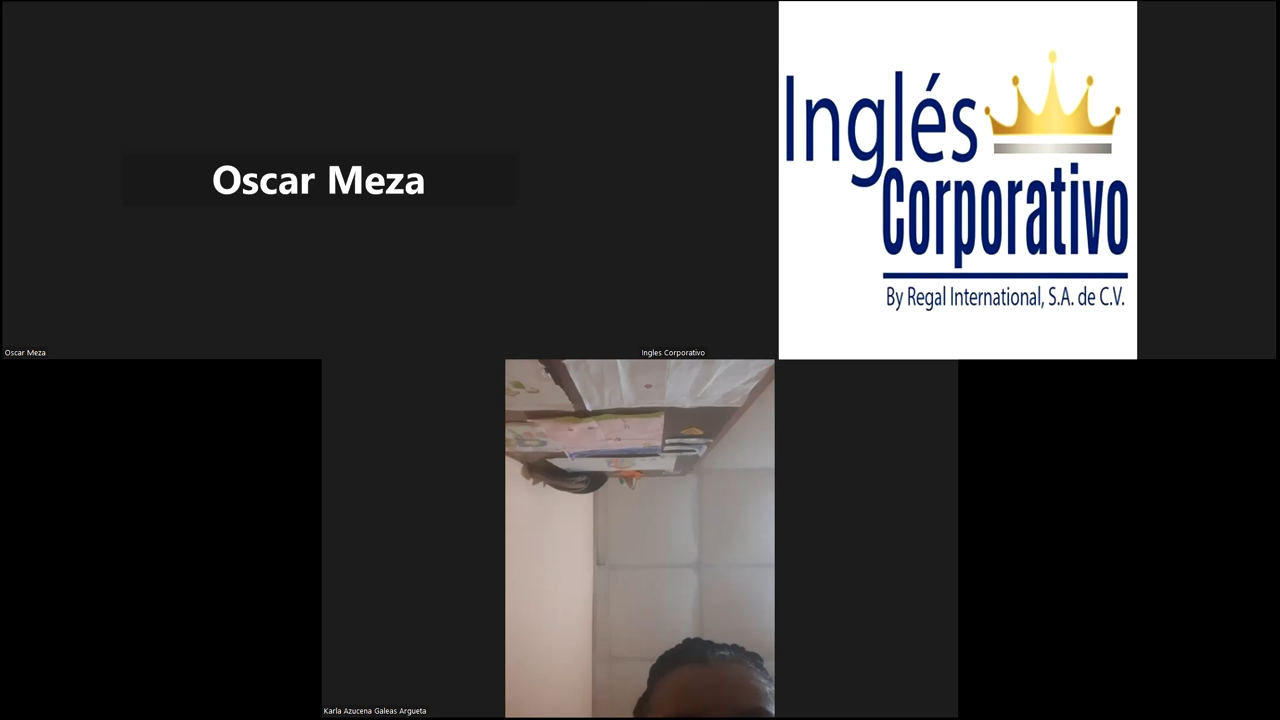 Oscar Meza
Inglés
Corporativo
By Regal International, S.A. de C.V.
Oscar Meza
Ingles Corporativo
Karla Azucena Galeas Argueta